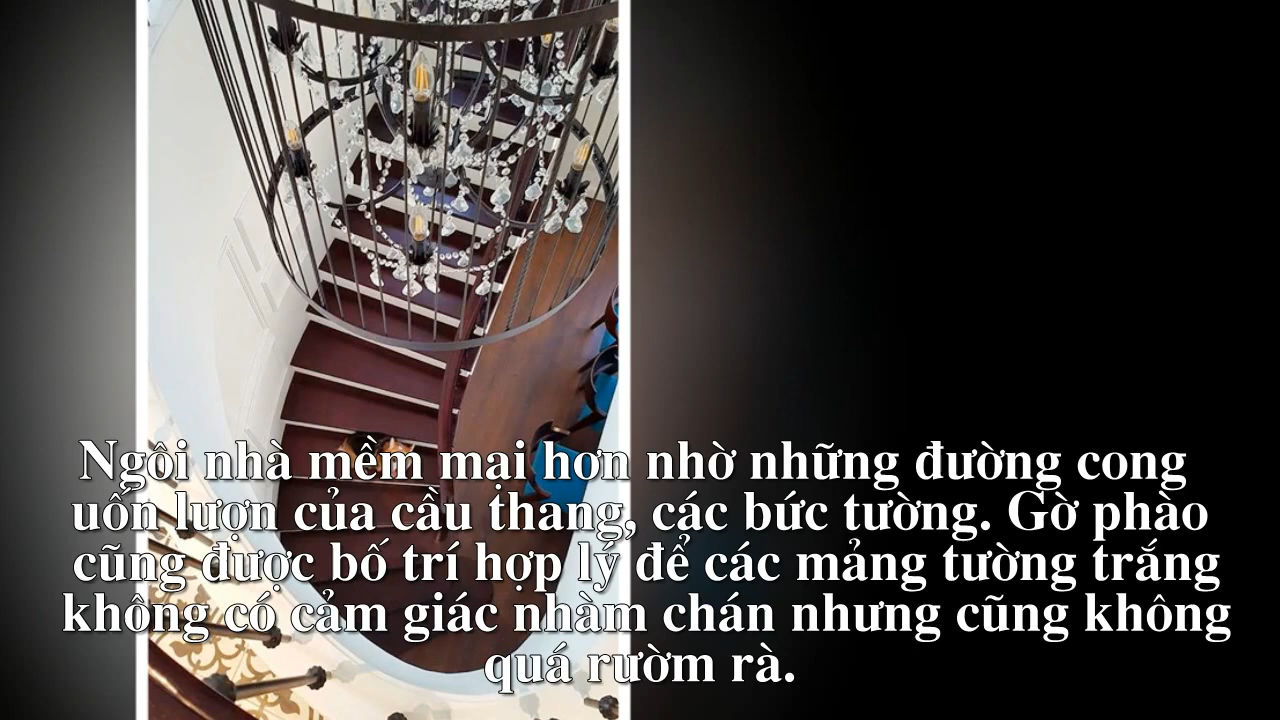 Ngôi nhà mềm mại hơn nhờ những đường cong
uốn lượn của cầu thang, các bức tường. Gờ phào
cũng được bố trí hợp lý để các mảng tường trắng
không có cảm giác nhàm chán nhưng cũng không
quá rườm rà.